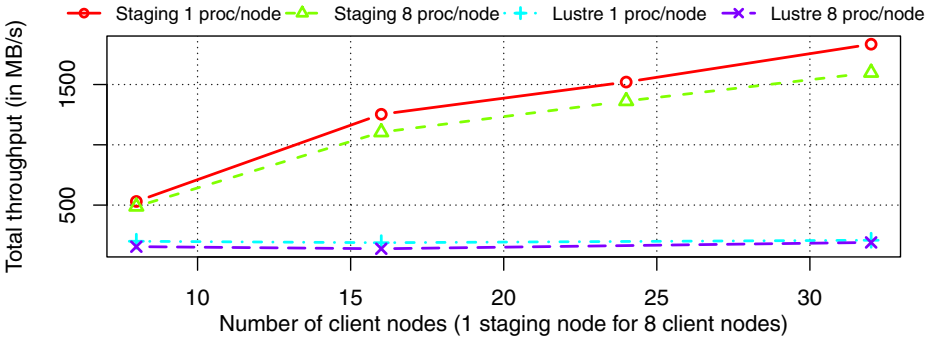 Staging 1 proc/node Staging 8 proc/node Lustre 1 proc/node Lustre 8 proc/node
Total throughput (in MB/s)
1500
500
10 15 20 25 30
Number of client nodes (1 staging node for 8 client nodes)